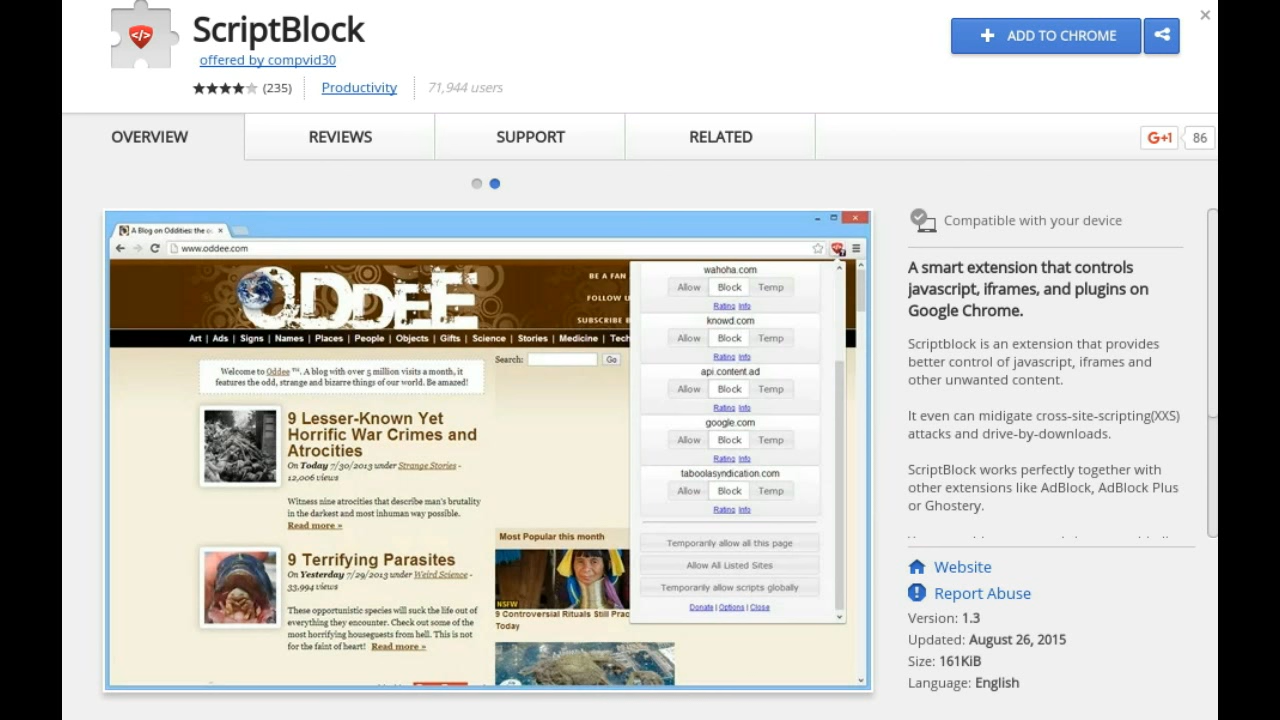 ScriptBlock
offered by compvid30
(235)
Productivity
71,944 users
ADD TO CHROME
OVERVIEW
REVIEWS
SUPPORT
RELATED
G+1
86
A Blog on Oddities: the o
www.oddee.com
ODDEE
BE A FAN
FOLLOW U
SUBSCRIBE B
Art | Ads | Signs | Names | Places | People | Objects | Gifts | Science | Stories | Medicine | Tech
Welcome to Oddee ™. A blog with over 5 million visits a month, it
features the odd, strange and bizarre things of our world. Be amazing!
Search:
Go
9 Lesser-Known Yet
Horrific War Crimes and
Atrocities
On Today 7/30/2013 under Strange Stories -
12,006 views
Witness nine atrocities that describe man's brutality
in the darkest and most inhuman way possible.
Read more »
9 Terrifying Parasites
On Yesterday 7/29/2013 under Weird Science -
33,994 views
These opportunistic species will suck the life out of
everything they encounter. Check out some of the
most horrifying houseguests from hell. This is not
for the faint of heart! Read more »
Most Popular this month
NSFW
9 Controversial Rituals Still Prac
Today
wahoha.com
Allow Block Temp
Rating Info
knowd.com
Allow Block Temp
Rating Info
api.content.ad
Allow Block Temp
Rating Info
google.com
Allow Block Temp
Rating Info
taboolasyndication.com
Allow Block Temp
Rating Info
Temporarily allow all this page
Allow All Listed Sites
Temporarily allow scripts globally
Donate | Options | Close
Compatible with your device
A smart extension that controls
javascript, iframes, and plugins on
Google Chrome.
Scriptblock is an extension that provides
better control of javascript, iframes and
other unwanted content.
It even can midigate cross-site-scripting(XXS)
attacks and drive-by-downloads.
ScriptBlock works perfectly together with
other extensions like AdBlock, AdBlock Plus
or Ghostery.
Website
Report Abuse
Version: 1.3
Updated: August 26, 2015
Size: 161KiB
Language: English